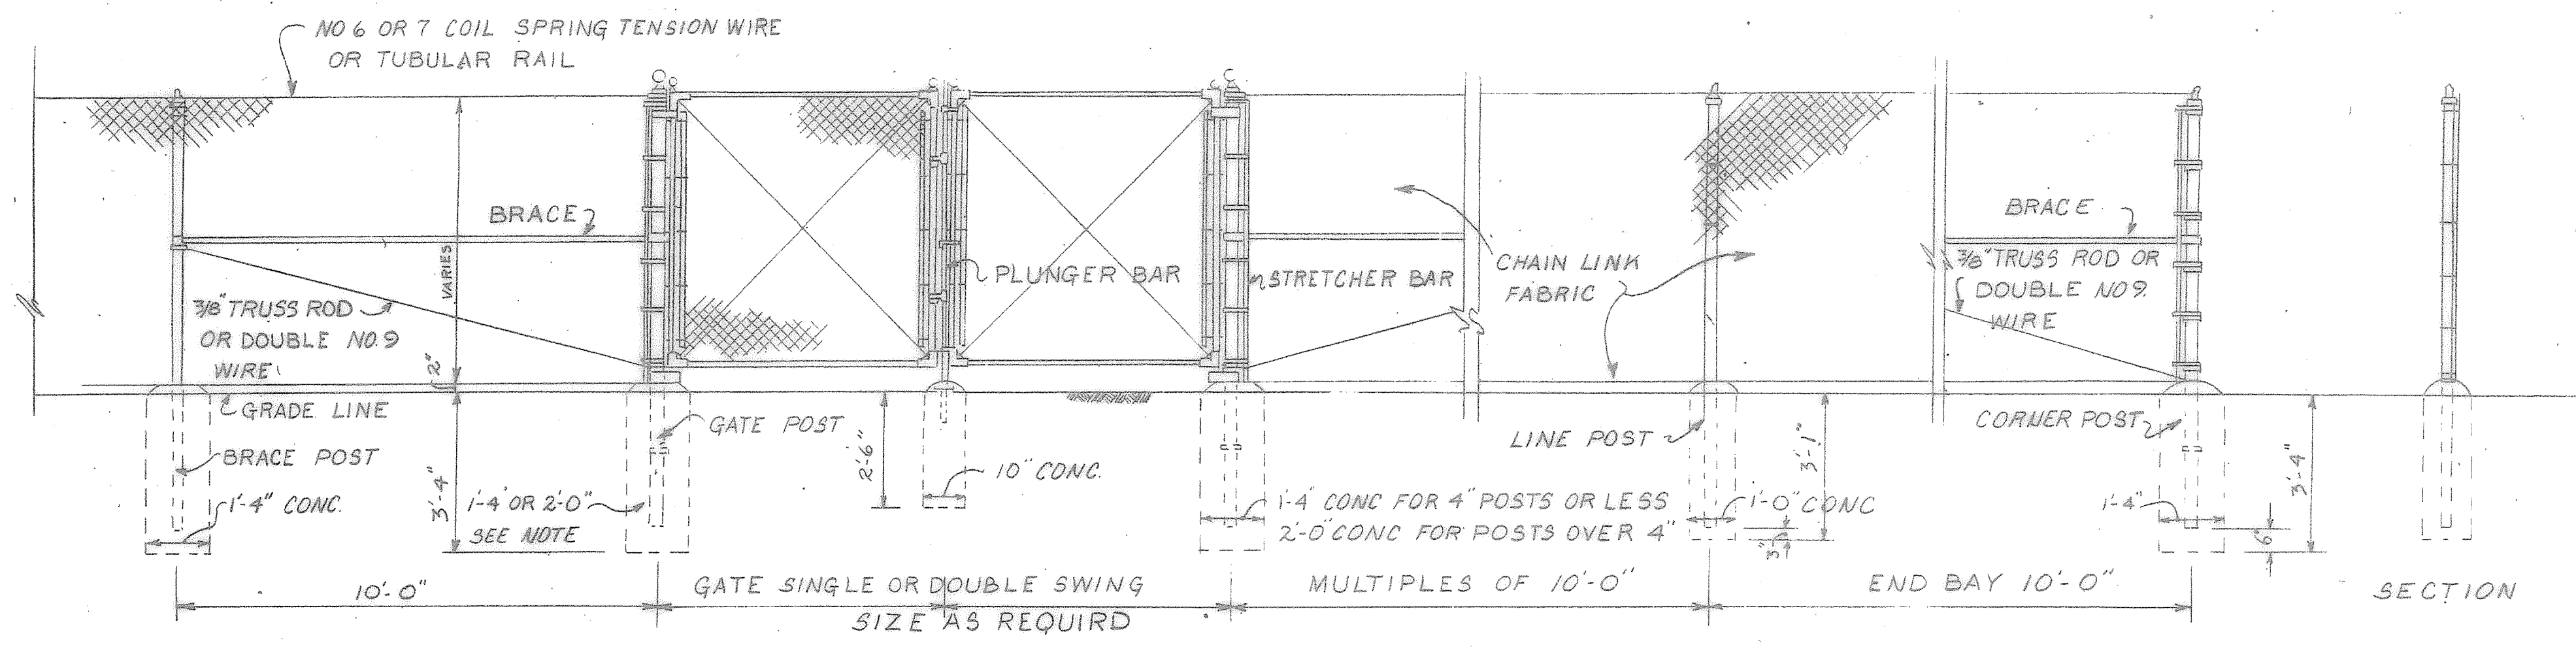 NO 6 OR 7 COIL SPRING TENSION WIRE
OR TUBULAR RAIL
BRACE
VARIES
3/8" TRUSS ROD
OR DOUBLE NO. 9
WIRE
2"
GRADE LINE
BRACE POST
1'-4" CONC.
3'-4"
GATE POST
1'-4" OR 2'-0"
SEE NOTE
PLUNGER BAR
2'-6"
10" CONC.
STRETCHER BAR
CHAIN LINK
FABRIC
1'-4" CONC FOR 4" POSTS OR LESS
2'-0" CONC FOR POSTS OVER 4"
LINE POST
1'-0" CONC
3'-1"
3"
BRACE
3/8" TRUSS ROD OR
DOUBLE NO 9.
WIRE
CORNER POST
1'-4"
6"
3'-4"
10'-0"
GATE SINGLE OR DOUBLE SWING
SIZE AS REQUIRD
MULTIPLES OF 10'-0"
END BAY 10'-0"
SECTION